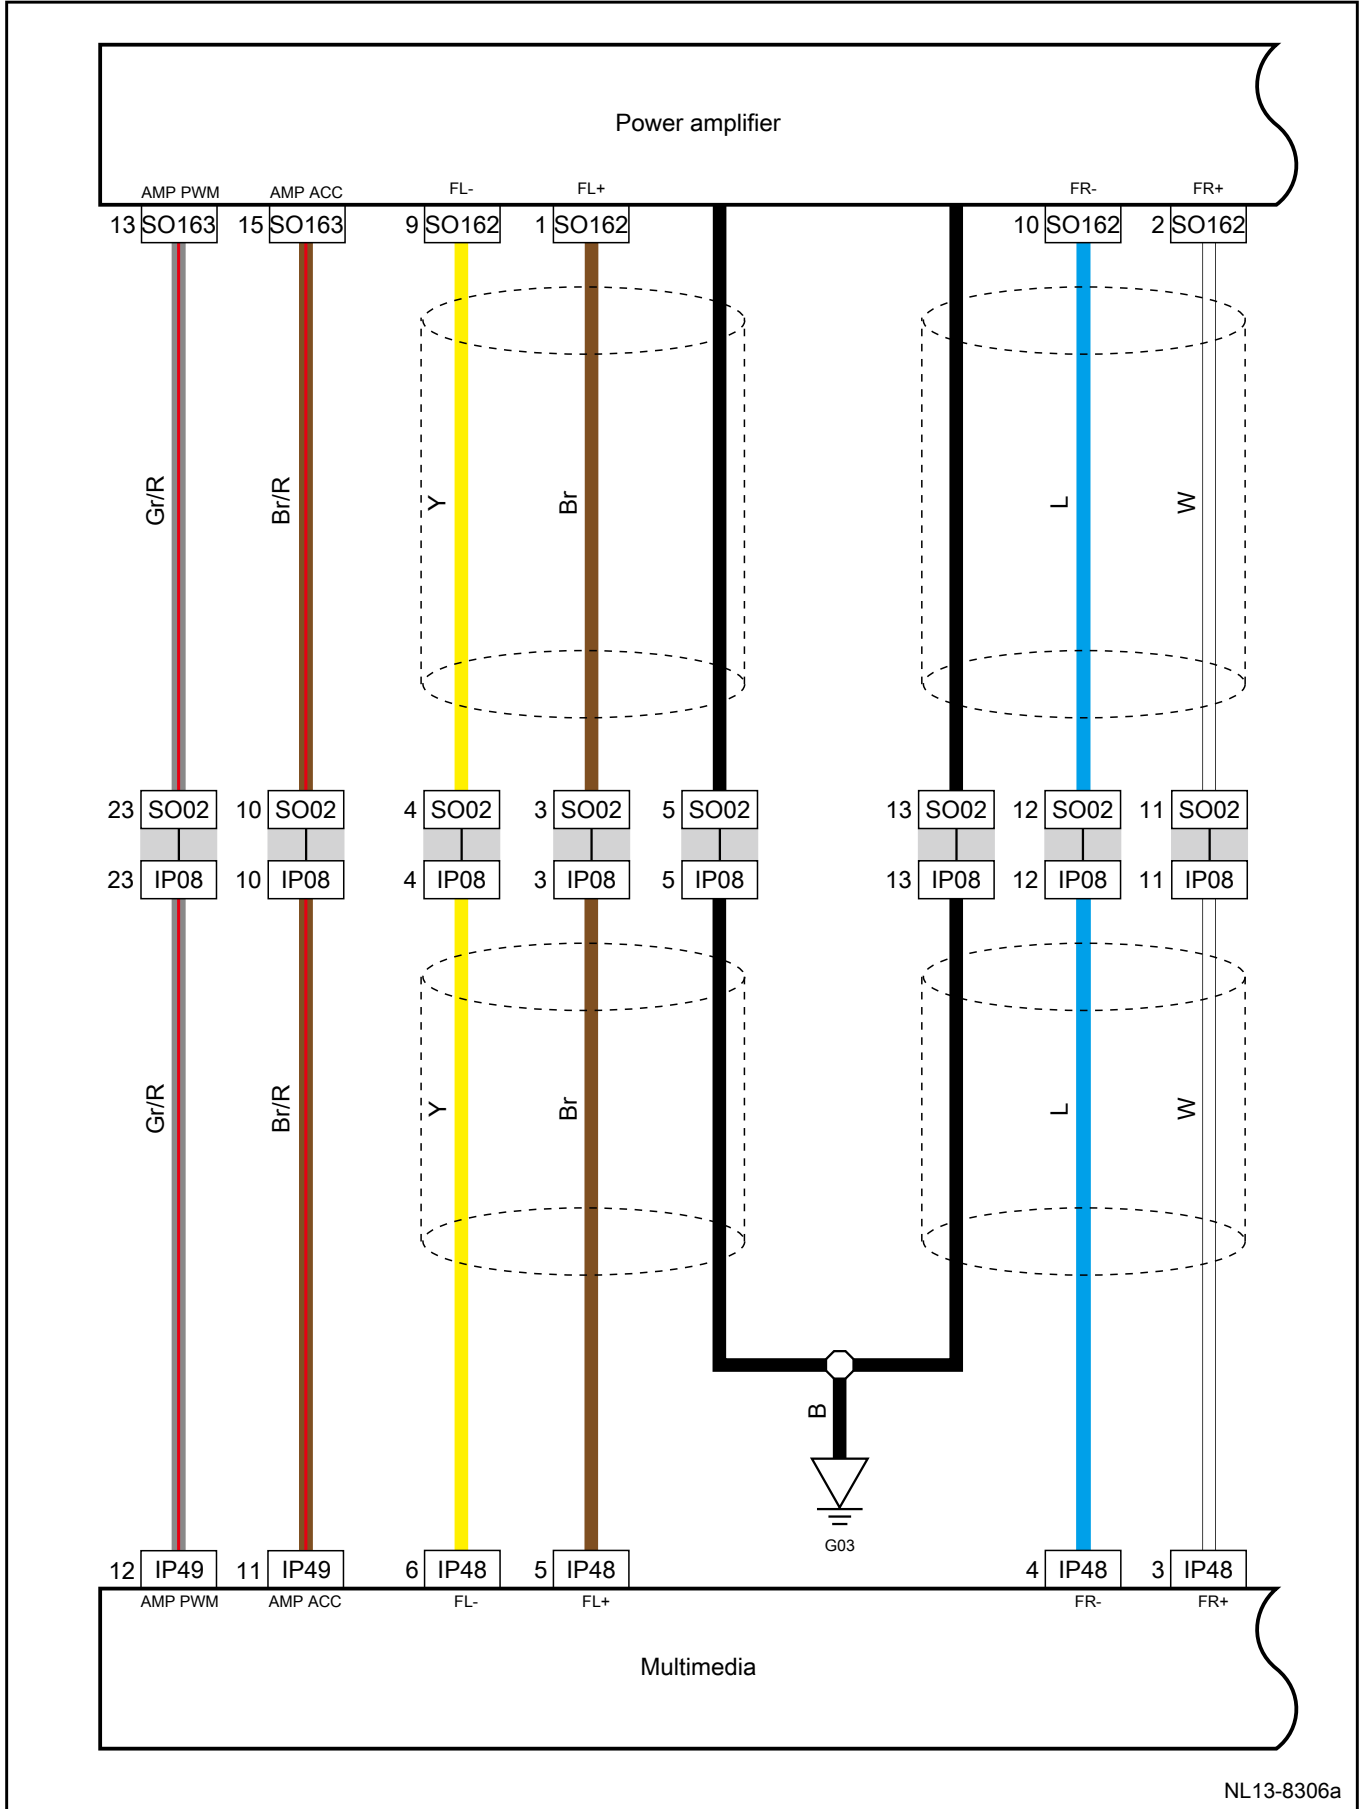 Power amplifier
AMP PWM AMP ACC FL- FL+ FR- FR+
13 SO163 15 SO163 9 SO162 1 SO162 10 SO162 2 SO162
Gr/R Br/R Y Br L W
23 SO02 10 SO02 4 SO02 3 SO02 5 SO02 13 SO02 12 SO02 11 SO02
23 IP08 10 IP08 4 IP08 3 IP08 5 IP08 13 IP08 12 IP08 11 IP08
Gr/R Br/R Y Br L W
B
G03
12 IP49 11 IP49 6 IP48 5 IP48 4 IP48 3 IP48
AMP PWM AMP ACC FL- FL+ FR- FR+
Multimedia
NL13-8306a